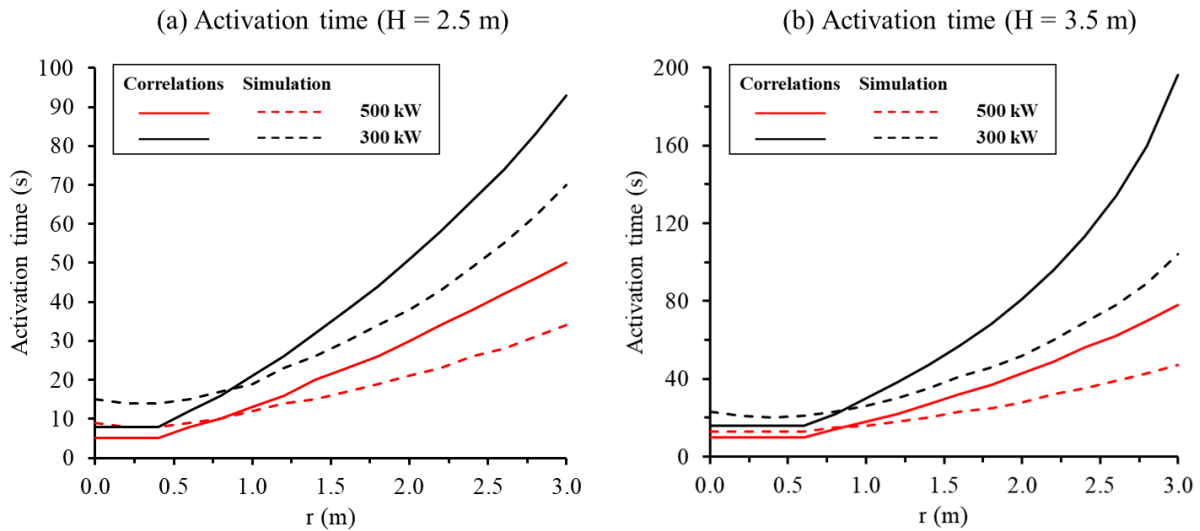 (a) Activation time (H = 2.5 m)
Activation time (s)
100
90
80
70
60
50
40
30
20
10
0
Correlations Simulation
500 kW
300 kW
0.0 0.5 1.0 1.5 2.0 2.5 3.0
r (m)
(b) Activation time (H = 3.5 m)
Activation time (s)
200
160
120
80
40
0
Correlations Simulation
500 kW
300 kW
0.0 0.5 1.0 1.5 2.0 2.5 3.0
r (m)